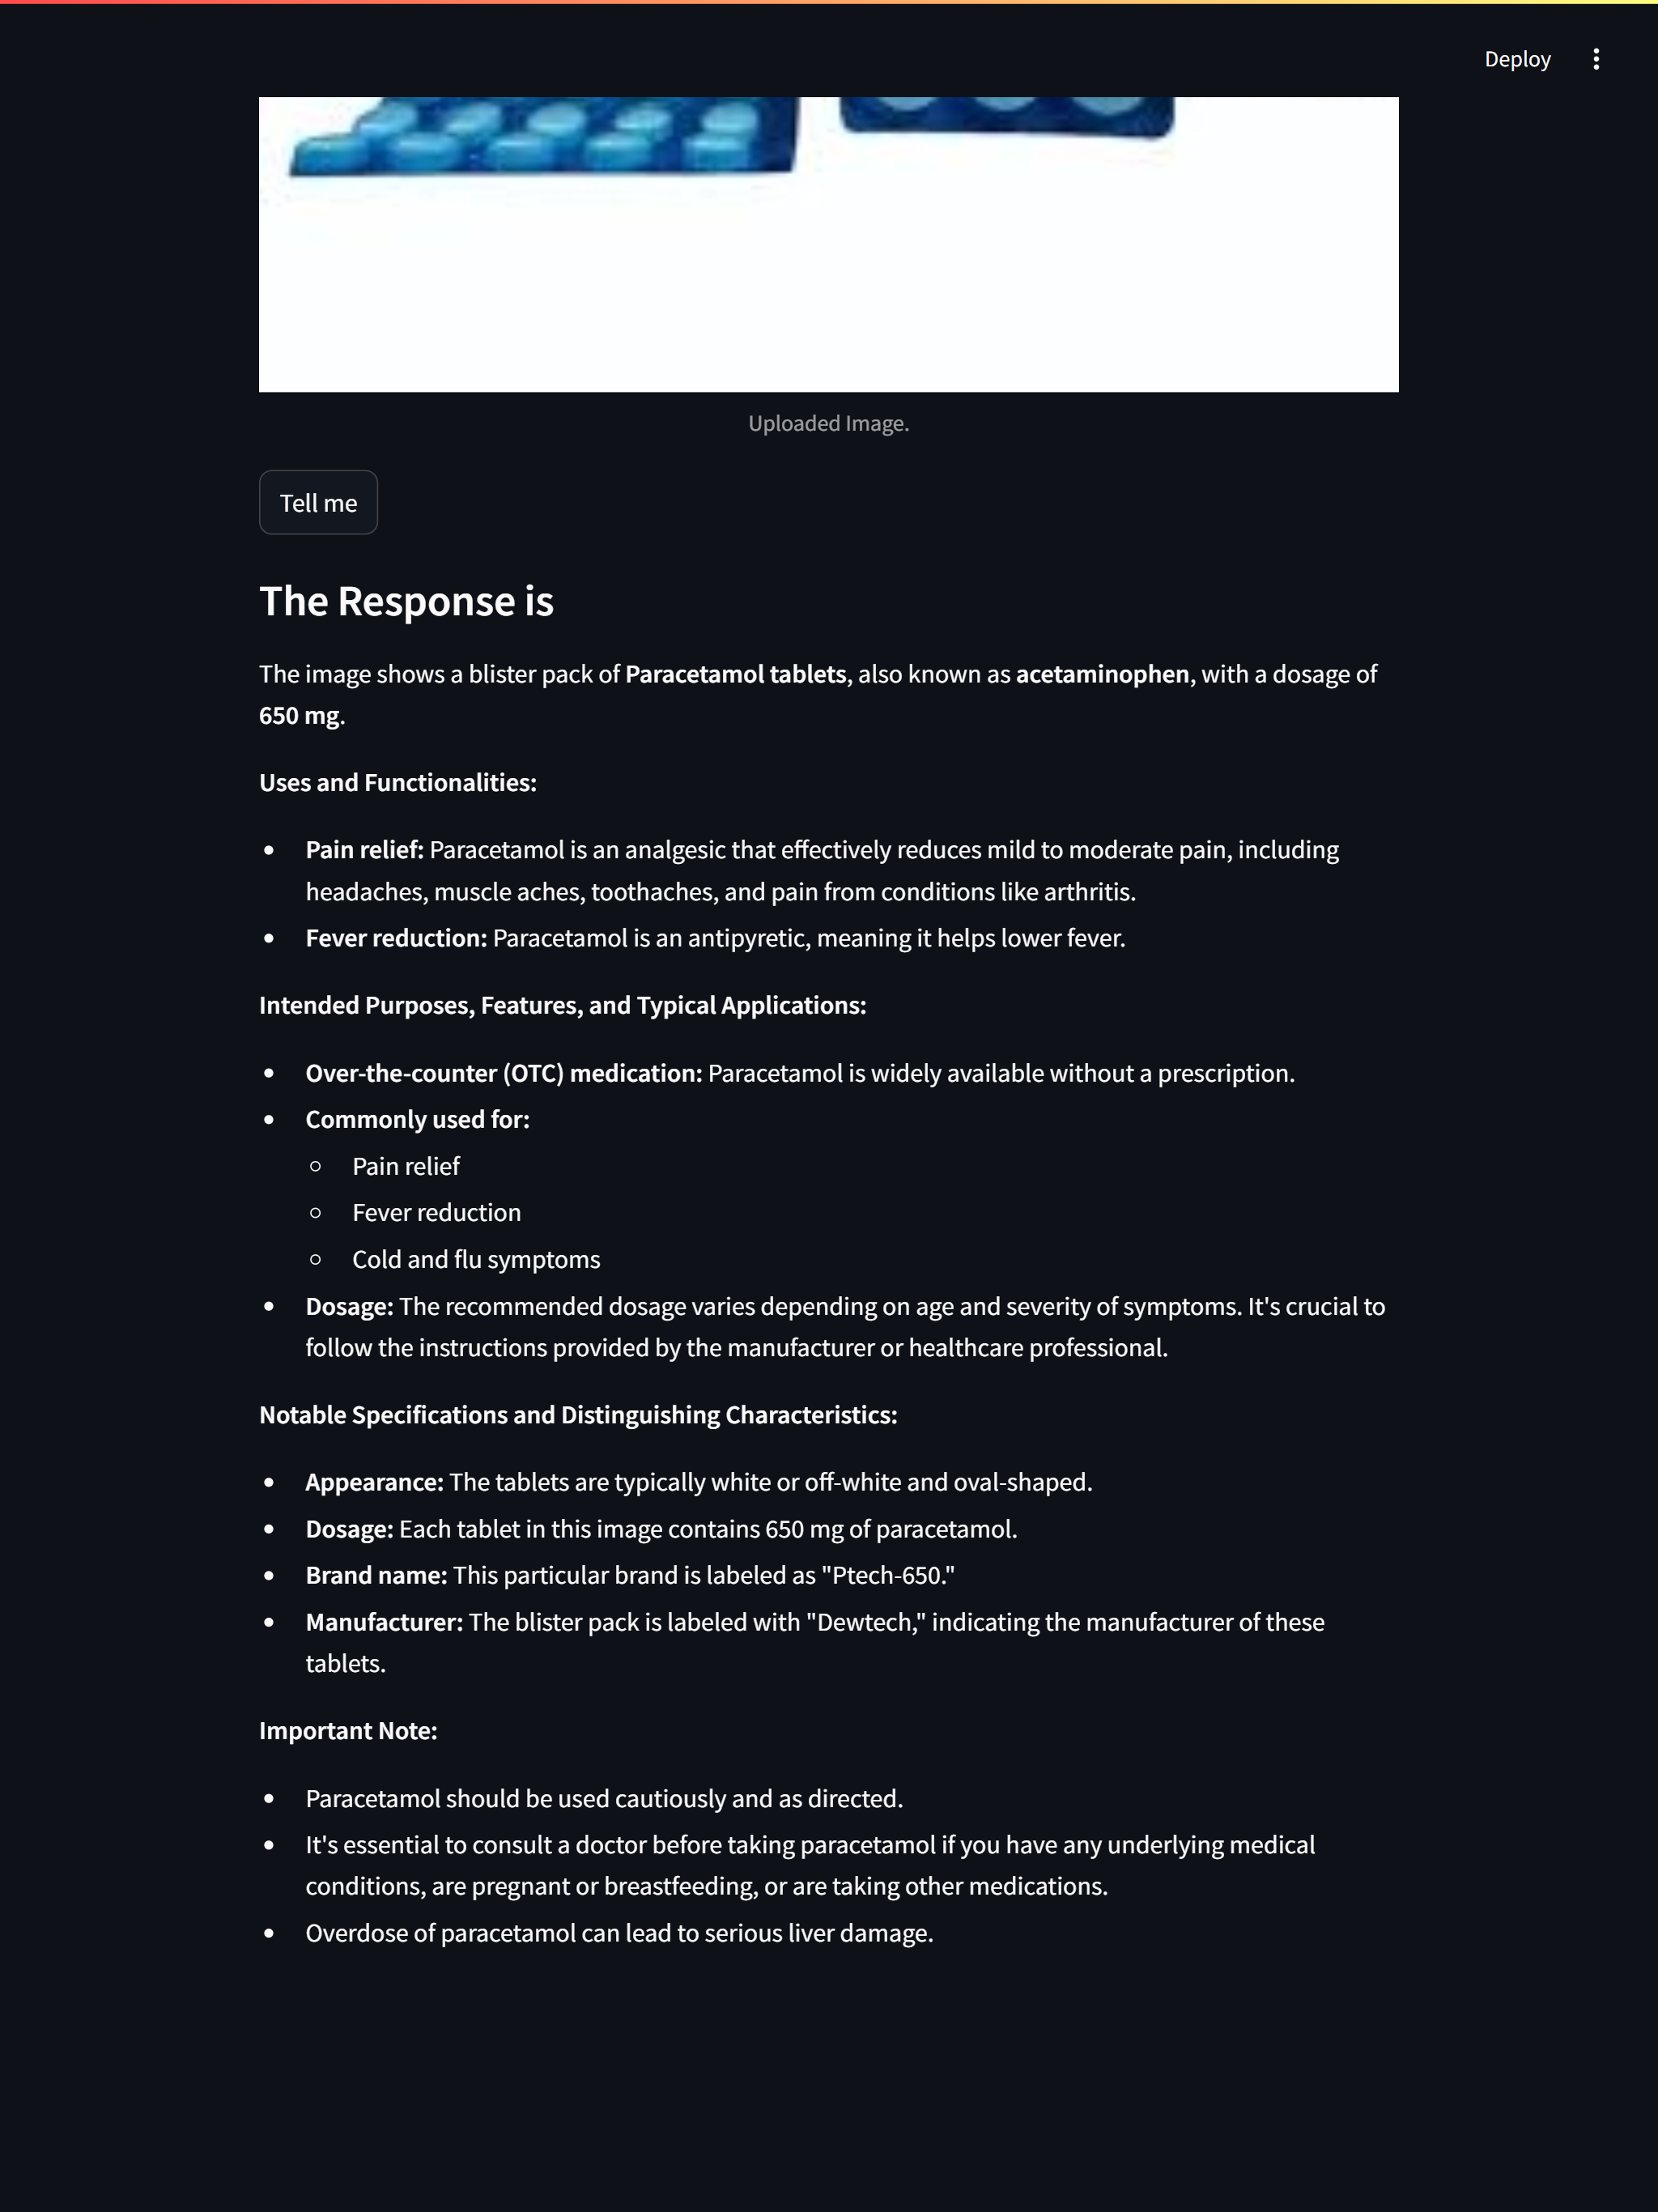 Deploy
Uploaded Image.
Tell me
The Response is
The image shows a blister pack of Paracetamol tablets, also known as acetaminophen, with a dosage of
650 mg.
Uses and Functionalities:
Pain relief: Paracetamol is an analgesic that effectively reduces mild to moderate pain, including
headaches, muscle aches, toothaches, and pain from conditions like arthritis.
Fever reduction: Paracetamol is an antipyretic, meaning it helps lower fever.
Intended Purposes, Features, and Typical Applications:
Over-the-counter (OTC) medication: Paracetamol is widely available without a prescription.
Commonly used for:
Pain relief
Fever reduction
Cold and flu symptoms
Dosage: The recommended dosage varies depending on age and severity of symptoms. It's crucial to
follow the instructions provided by the manufacturer or healthcare professional.
Notable Specifications and Distinguishing Characteristics:
Appearance: The tablets are typically white or off-white and oval-shaped.
Dosage: Each tablet in this image contains 650 mg of paracetamol.
Brand name: This particular brand is labeled as "Ptech-650."
Manufacturer: The blister pack is labeled with "Dewtech," indicating the manufacturer of these
tablets.
Important Note:
Paracetamol should be used cautiously and as directed.
It's essential to consult a doctor before taking paracetamol if you have any underlying medical
conditions, are pregnant or breastfeeding, or are taking other medications.
Overdose of paracetamol can lead to serious liver damage.